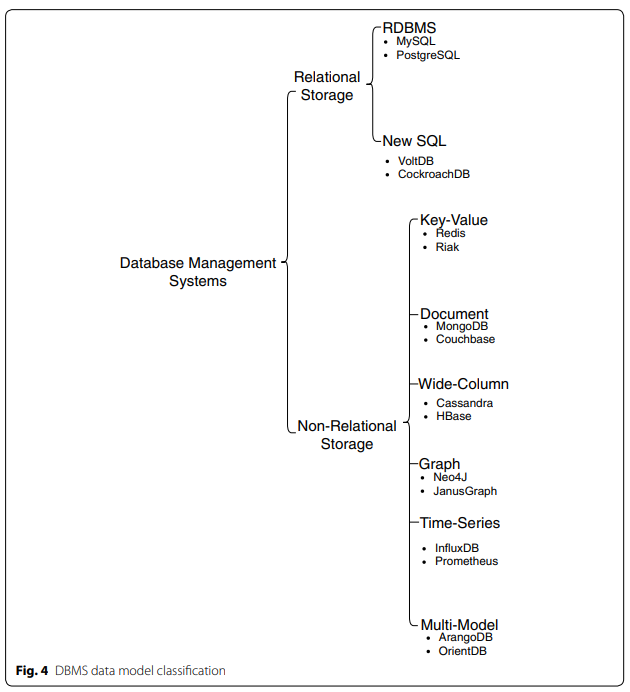 RDBMS
• MySQL
• PostgreSQL
Relational
Storage
New SQL
• VoltDB
• CockroachDB
Database Management
Systems
Key-Value
• Redis
• Riak
Document
• MongoDB
• Couchbase
Wide-Column
• Cassandra
• HBase
Non-Relational
Storage
Graph
• Neo4J
• JanusGraph
Time-Series
• InfluxDB
• Prometheus
Multi-Model
• ArangoDB
• OrientDB
Fig. 4 DBMS data model classification